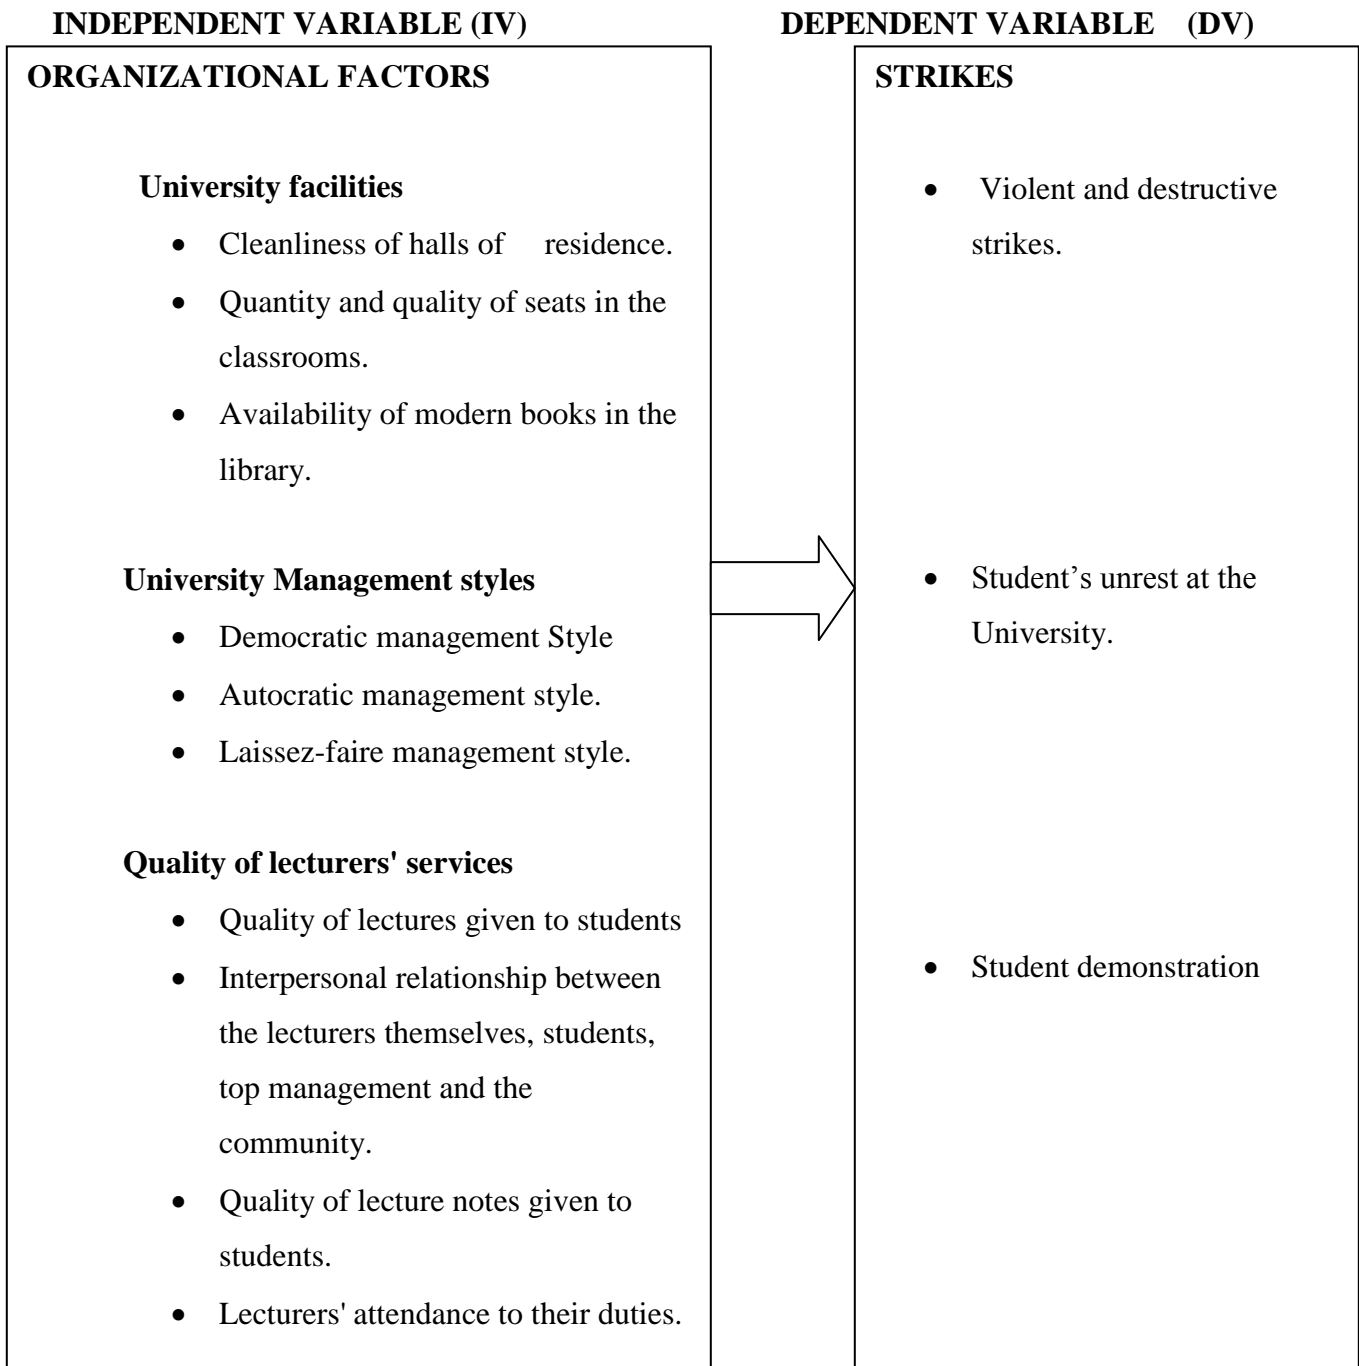 INDEPENDENT VARIABLE (IV)
DEPENDENT VARIABLE (DV)
ORGANIZATIONAL FACTORS
University facilities
• Cleanliness of halls of residence.
• Quantity and quality of seats in the
classrooms.
• Availability of modern books in the
library.
University Management styles
• Democratic management Style
• Autocratic management style.
• Laissez-faire management style.
Quality of lecturers' services
• Quality of lectures given to students
• Interpersonal relationship between
the lecturers themselves, students,
top management and the
community.
• Quality of lecture notes given to
students.
• Lecturers' attendance to their duties.
STRIKES
• Violent and destructive
strikes.
• Student’s unrest at the
University.
• Student demonstration